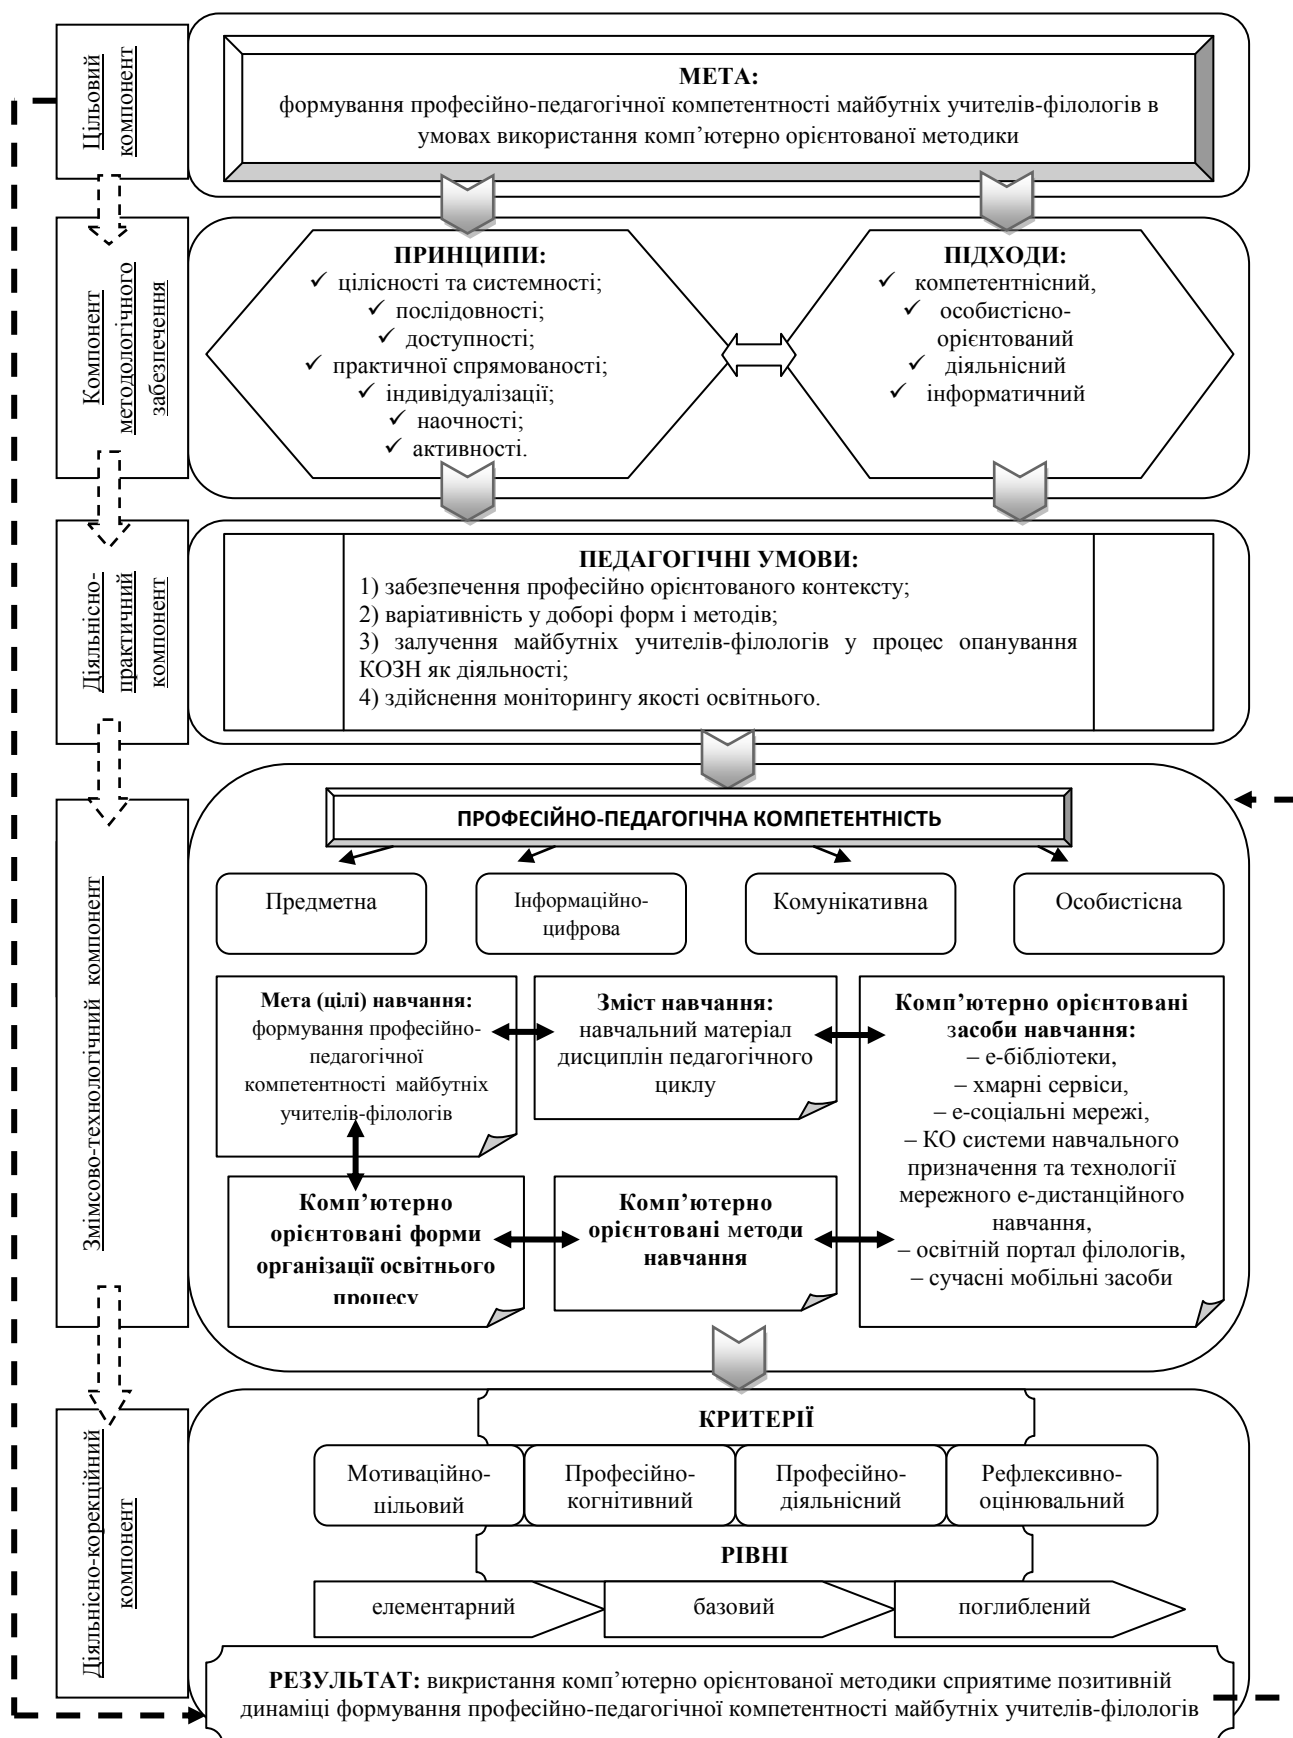 Цільовий
компонент
МЕТА:
формування професійно-педагогічної компетентності майбутніх учителів-філологів в
умовах використання комп’ютерно орієнтованої методики
Компонент
методологічного
забезпечення
ПРИНЦИПИ:
✓ цілісності та системності;
✓ послідовності;
✓ доступності;
✓ практичної спрямованості;
✓ індивідуалізації;
✓ наочності;
✓ активності.
ПІДХОДИ:
✓ компетентнісний,
✓ особистісно-
орієнтований
✓ діяльнісний
✓ інформатичний
Діяльнісно-
практичний
компонент
ПЕДАГОГІЧНІ УМОВИ:
1) забезпечення професійно орієнтованого контексту;
2) варіативність у доборі форм і методів;
3) залучення майбутніх учителів-філологів у процес опанування
КОЗН як діяльності;
4) здійснення моніторингу якості освітнього.
Змімсово-технологічний компонент
ПРОФЕСІЙНО-ПЕДАГОГІЧНА КОМПЕТЕНТНІСТЬ
Предметна
Інформаційно-
цифрова
Комунікативна
Особистісна
Мета (цілі) навчання:
формування професійно-
педагогічної
компетентності майбутніх
учителів-філологів
Зміст навчання:
навчальний матеріал
дисциплін педагогічного
циклу
Комп’ютерно орієнтовані
засоби навчання:
– е-бібліотеки,
– хмарні сервіси,
– е-соціальні мережі,
– КО системи навчального
призначення та технології
мережного е-дистанційного
навчання,
– освітній портал філологів,
– сучасні мобільні засоби
Комп’ютерно
орієнтовані форми
організації освітнього
процесу
Комп’ютерно
орієнтовані методи
навчання
Діяльнісно-корекційний
компонент
КРИТЕРІЇ
Мотиваційно-
цільовий
Професійно-
когнітивний
Професійно-
діяльнісний
Рефлексивно-
оцінювальний
РІВНІ
елементарний
базовий
поглиблений
РЕЗУЛЬТАТ: викристання комп’ютерно орієнтованої методики сприятиме позитивній
динаміці формування професійно-педагогічної компетентності майбутніх учителів-філологів